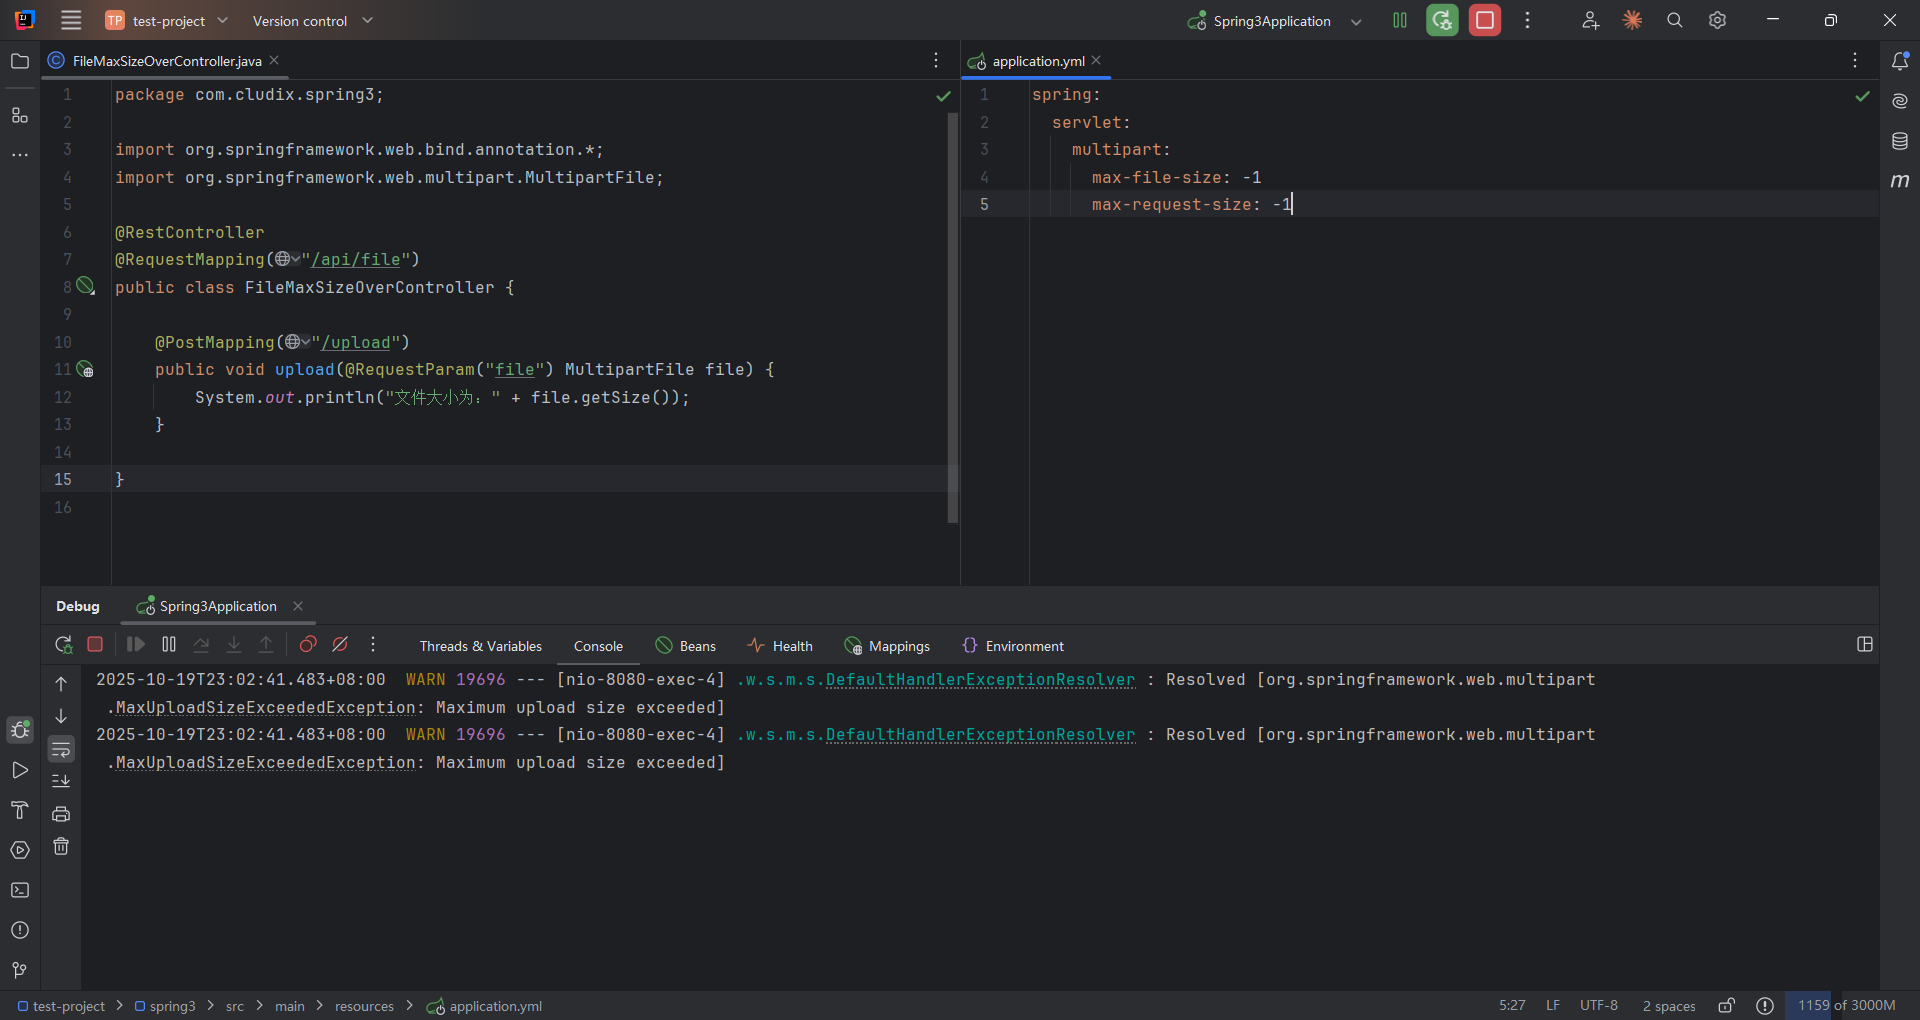 TP test-project Version control Spring3Application
FileMaxSizeOverController.java
1 package com.cludix.spring3;
2
3 import org.springframework.web.bind.annotation.*;
4 import org.springframework.web.multipart.MultipartFile;
5
6 @RestController
7 @RequestMapping("/api/file")
8 public class FileMaxSizeOverController {
9
10 @PostMapping("/upload")
11 public void upload(@RequestParam("file") MultipartFile file) {
12 System.out.println("文件大小为：" + file.getSize());
13 }
14
15 }
16
application.yml
1 spring:
2 servlet:
3 multipart:
4 max-file-size: -1
5 max-request-size: -1
m
Debug Spring3Application
Threads & Variables Console Beans Health Mappings Environment
2025-10-19T23:02:41.483+08:00  WARN 19696 --- [nio-8080-exec-4] .w.s.m.s.DefaultHandlerExceptionResolver : Resolved [org.springframework.web.multipart
.MaxUploadSizeExceededException: Maximum upload size exceeded]
2025-10-19T23:02:41.483+08:00  WARN 19696 --- [nio-8080-exec-4] .w.s.m.s.DefaultHandlerExceptionResolver : Resolved [org.springframework.web.multipart
.MaxUploadSizeExceededException: Maximum upload size exceeded]
test-project > spring3 > src > main > resources > application.yml 5:27 LF UTF-8 2 spaces 1159 of 3000M